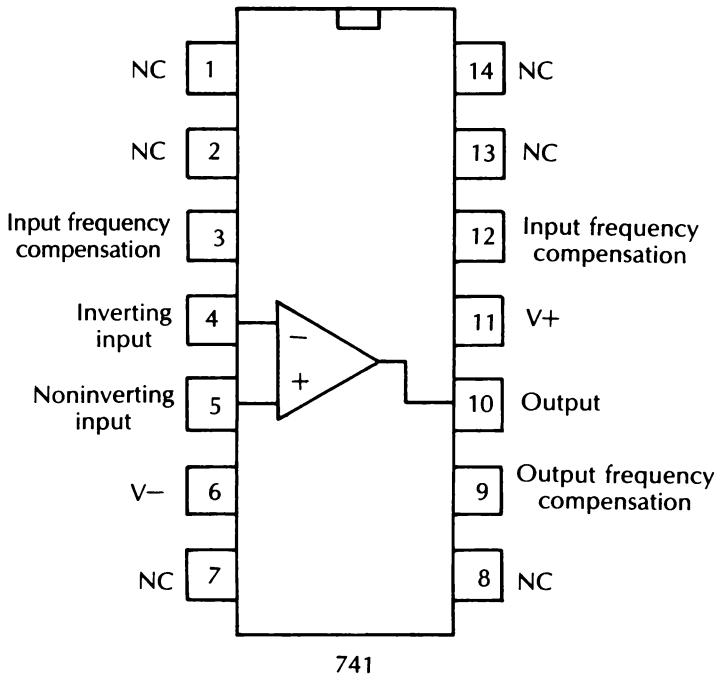 NC 1
14 NC
NC 2
13 NC
Input frequency
compensation
3
12
Input frequency
compensation
Inverting
input
4
−
11 V+
Noninverting
input
5
+
10 Output
V− 6
9
Output frequency
compensation
NC 7
8 NC
741